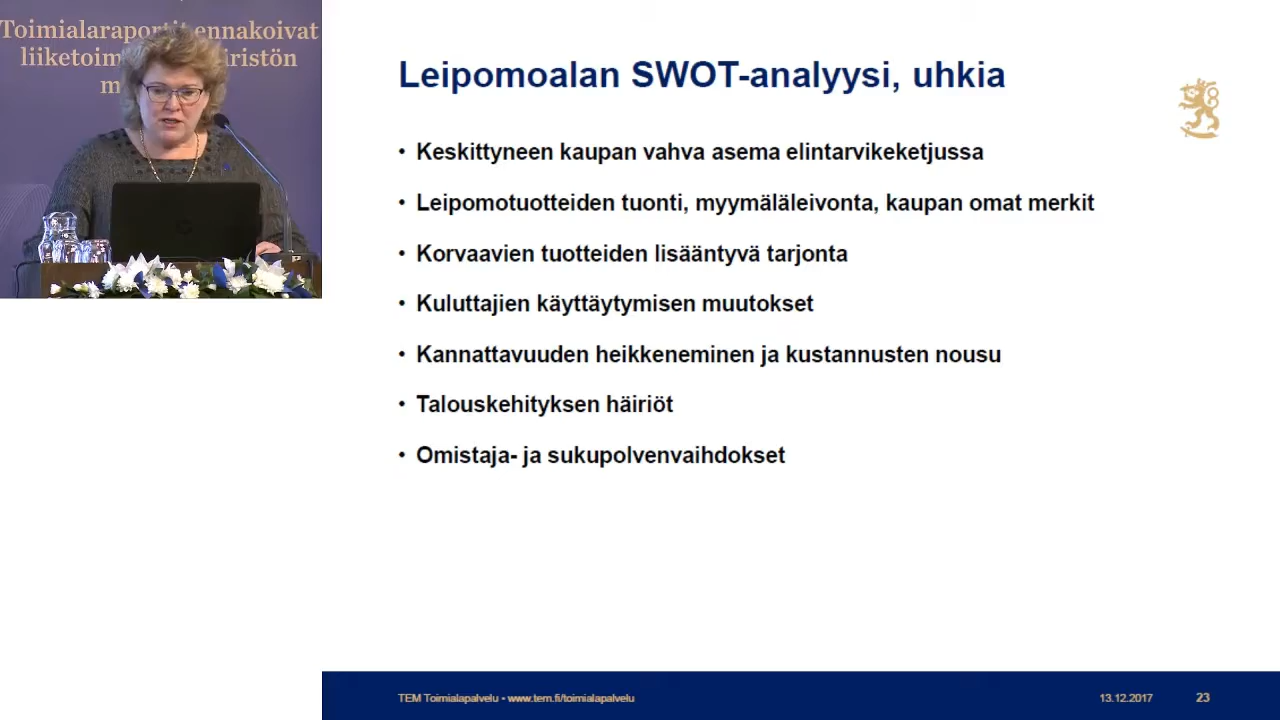 Toimialaraportit ennakoivat
Leipomoalan SWOT-analyysi, uhkia
• Keskittyneen kaupan vahva asema elintarvikeketjussa
• Leipomotuotteiden tuonti, myymäläleivonta, kaupan omat merkit
• Korvaavien tuotteiden lisääntyvä tarjonta
• Kuluttajien käyttäytymisen muutokset
• Kannattavuuden heikkeneminen ja kustannusten nousu
• Talouskehityksen häiriöt
• Omistaja- ja sukupolvenvaihdokset
TEM Toimialapalvelu • www.tem.fi/toimialapalvelu 13.12.2017 23